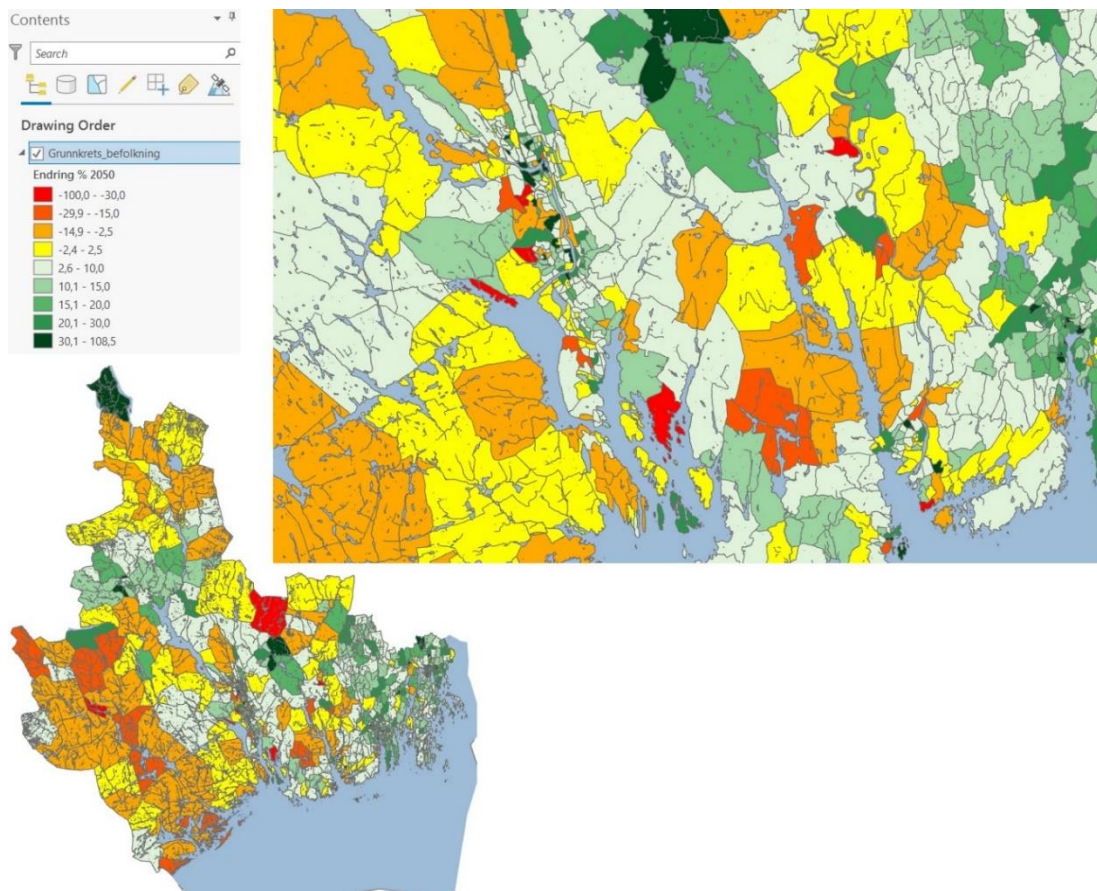 Contents
Search
Drawing Order
Grunnkrets_befolkning
Endring % 2050
-100,0 - -30,0
-29,9 - -15,0
-14,9 - -2,5
-2,4 - 2,5
2,6 - 10,0
10,1 - 15,0
15,1 - 20,0
20,1 - 30,0
30,1 - 108,5